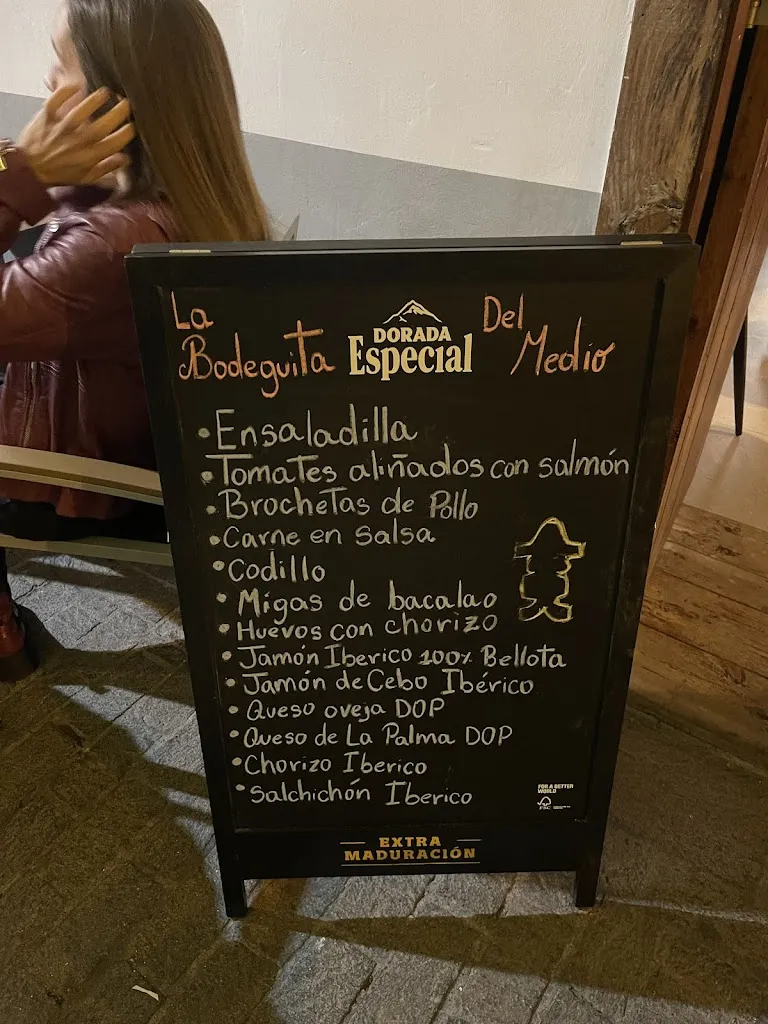 La
Bodeguita
DORADA
Especial
Del
Medio
• Ensaladilla
• Tomates aliñados con salmón
• Brochetas de Pollo
• Carne en salsa
• Codillo
• Migas de bacalao
• Huevos con chorizo
• Jamón Iberico 100% Bellota
• Jamón de Cebo Ibérico
• Queso oveja DOP
• Queso de La Palma DOP
• Chorizo Iberico
• Salchichón Iberico
FOR A BETTER
WORLD
FSC
EXTRA
MADURACIÓN